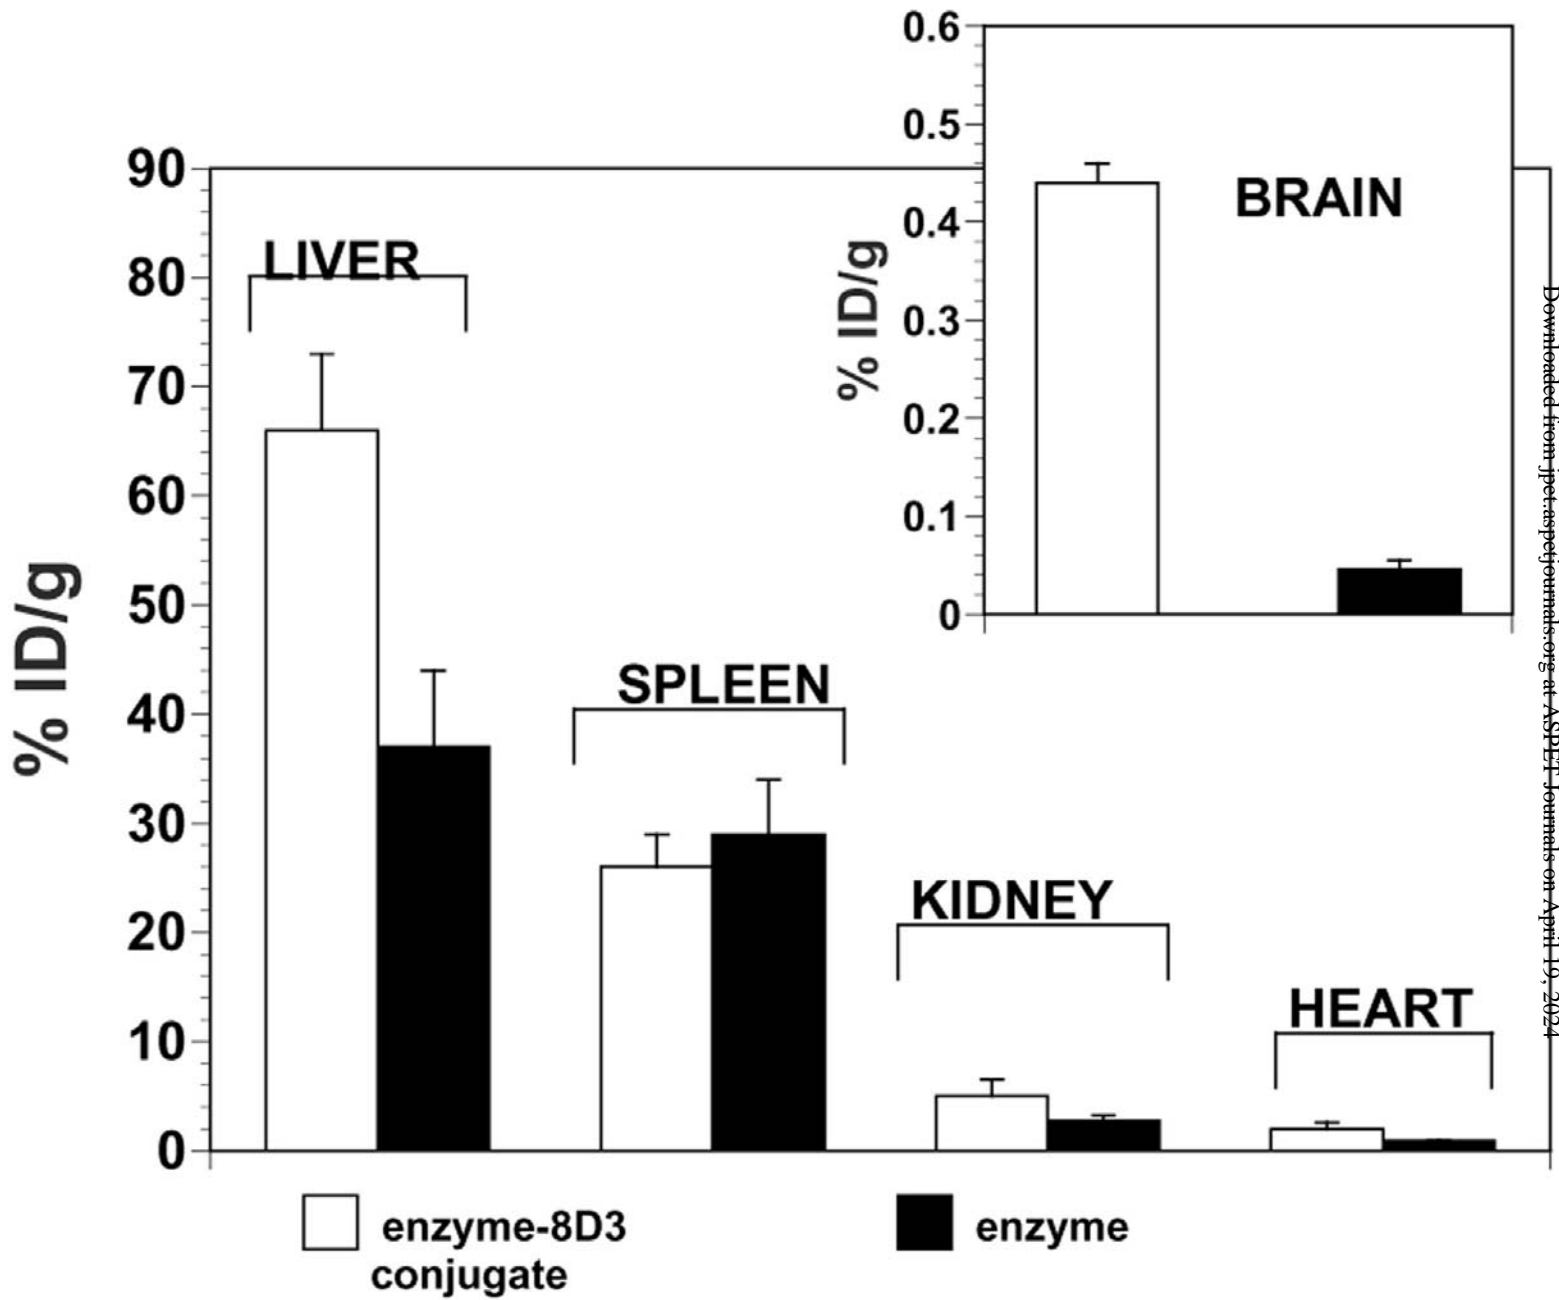 0.6
0.5
0.4
0.3
0.2
0.1
0
% ID/g
BRAIN
90
80
70
60
50
40
30
20
10
0
% ID/g
LIVER
SPLEEN
KIDNEY
HEART
enzyme-8D3
conjugate
enzyme
Downloaded from jpet.aspetjournals.org at ASPET Journals on April 19, 2024